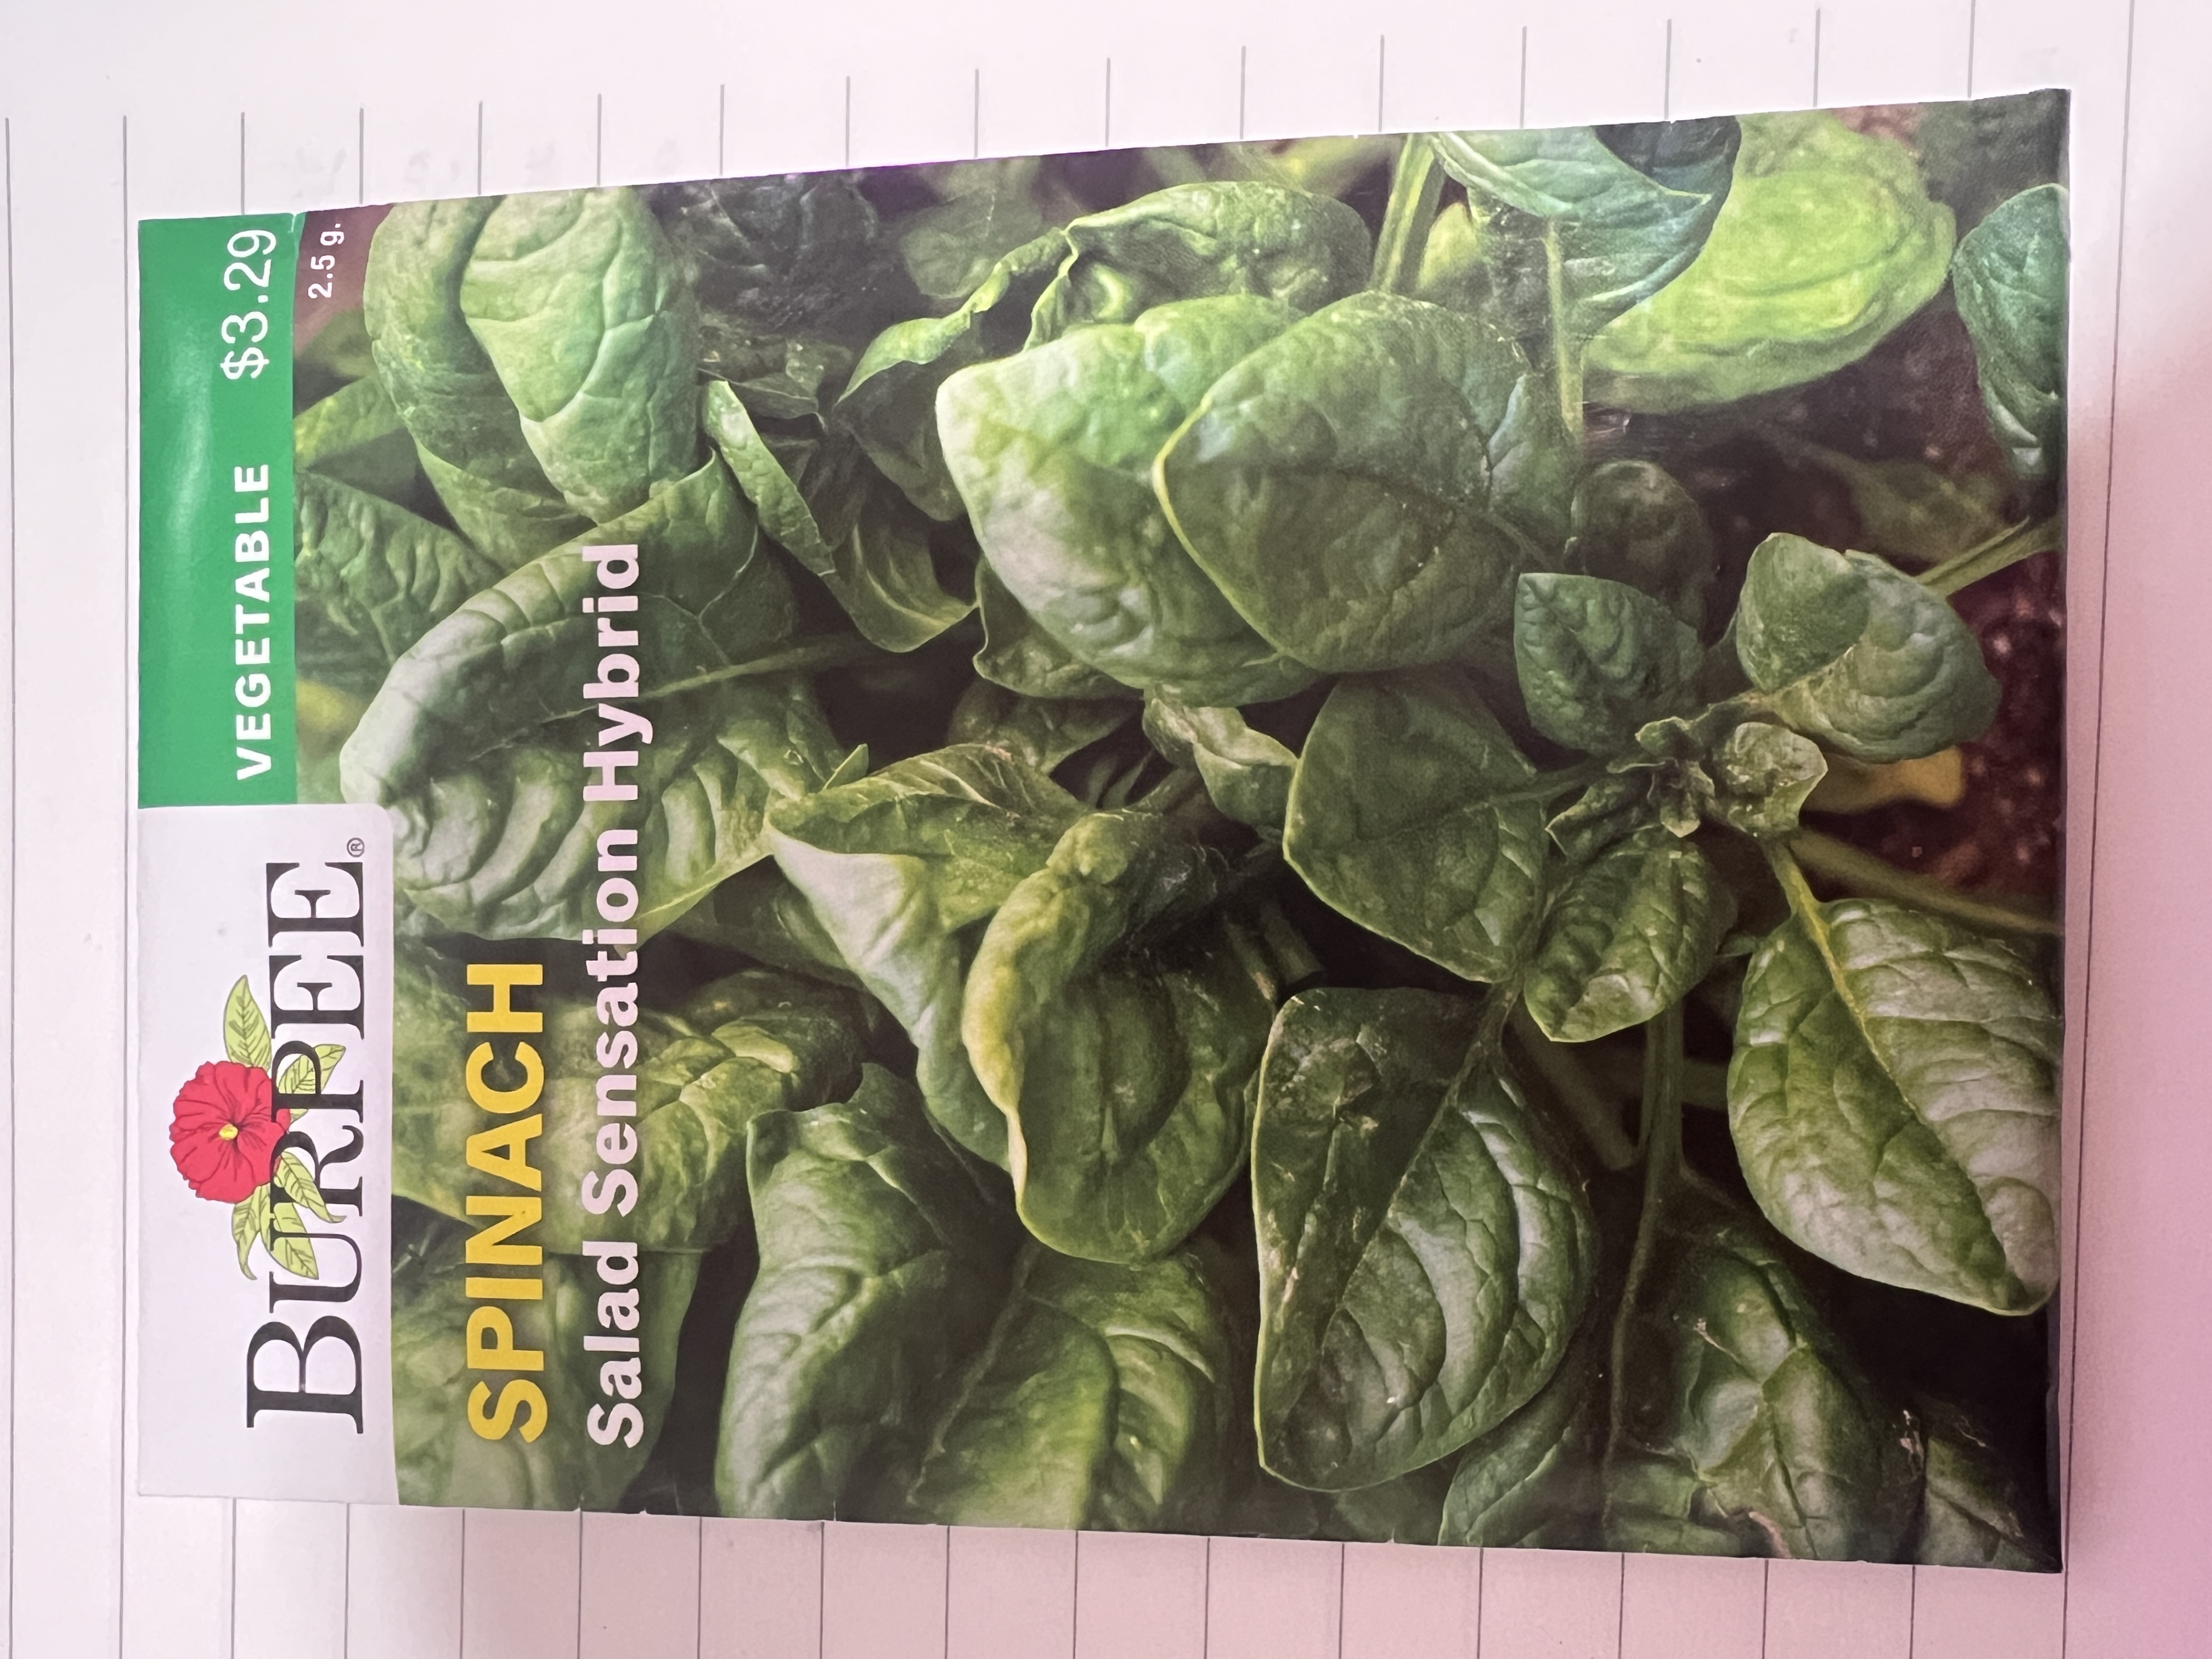 BURPEE®
VEGETABLE $3.29
2.5 g.
SPINACH
Salad Sensation Hybrid